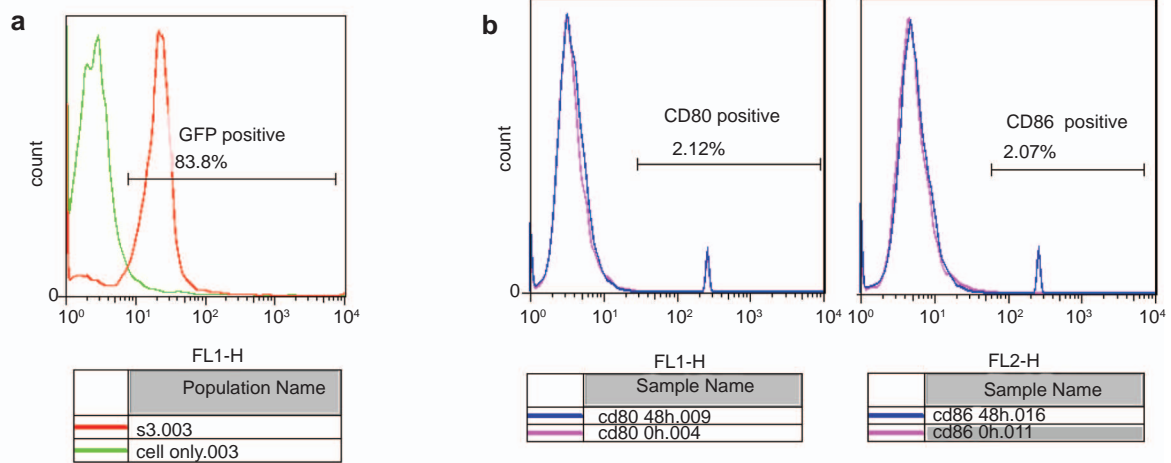 a
count
GFP positive
83.8%
0
10⁰ 10¹ 10² 10³ 10⁴
FL1-H
Population Name
s3.003
cell only.003
b
count
CD80 positive
2.12%
0
10⁰ 10¹ 10² 10³ 10⁴
FL1-H
Sample Name
cd80 48h.009
cd80 0h.004
CD86 positive
2.07%
10⁰ 10¹ 10² 10³ 10⁴
FL2-H
Sample Name
cd86 48h.016
cd86 0h.011